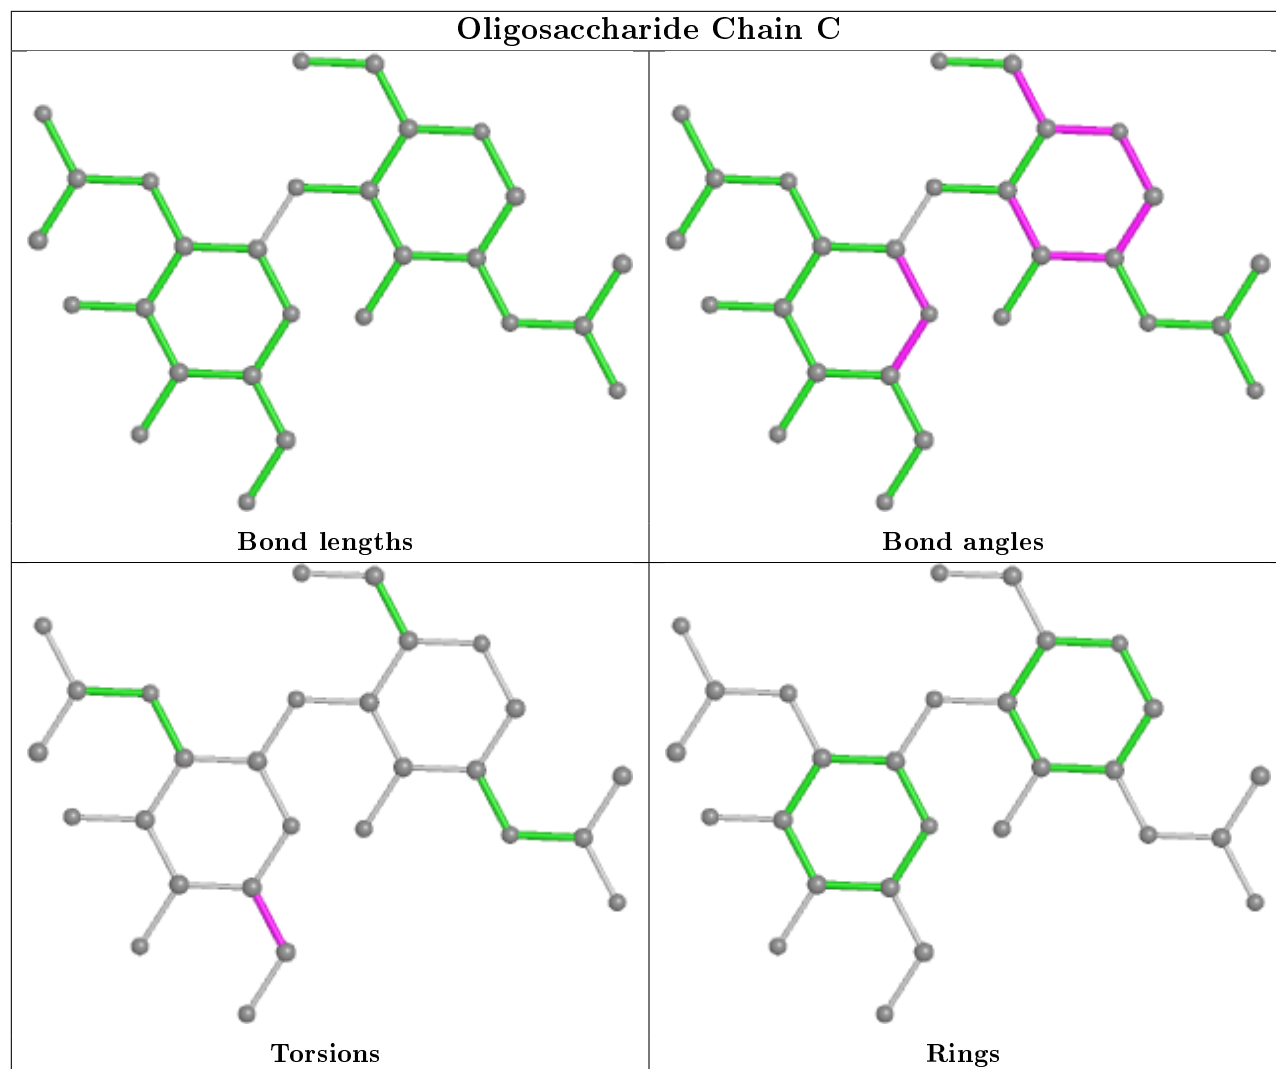 Oligosaccharide Chain C
Bond lengths
Bond angles
Torsions
Rings